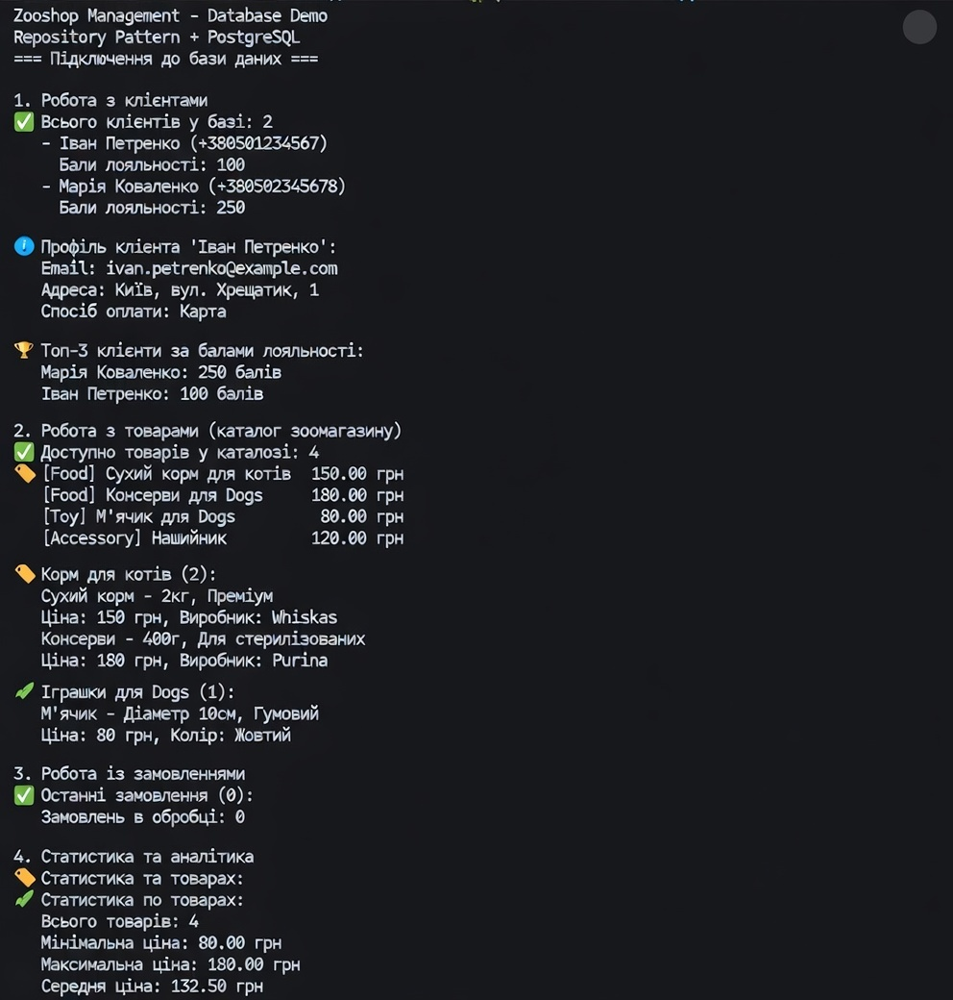 Zooshop Management - Database Demo
Repository Pattern + PostgreSQL
=== Підключення до бази даних ===
1. Робота з клієнтами
✅ Всього клієнтів у базі: 2
- Іван Петренко (+380501234567)
Бали лояльності: 100
- Марія Коваленко (+380502345678)
Бали лояльності: 250
Профіль клієнта 'Іван Петренко':
Email: ivan.petrenko@example.com
Адреса: Київ, вул. Хрещатик, 1
Спосіб оплати: Карта
🏆 Топ-3 клієнти за балами лояльності:
Марія Коваленко: 250 балів
Іван Петренко: 100 балів
2. Робота з товарами (каталог зоомагазину)
✅ Доступно товарів у каталозі: 4
[Food] Сухий корм для котів 150.00 грн
[Food] Консерви для Dogs 180.00 грн
[Toy] М'ячик для Dogs 80.00 грн
[Accessory] Нашийник 120.00 грн
Корм для котів (2):
Сухий корм - 2кг, Преміум
Ціна: 150 грн, Виробник: Whiskas
Консерви - 400г, Для стерилізованих
Ціна: 180 грн, Виробник: Purina
Іграшки для Dogs (1):
М'ячик - Діаметр 10см, Гумовий
Ціна: 80 грн, Колір: Жовтий
3. Робота із замовленнями
✅ Останні замовлення (0):
Замовлень в обробці: 0
4. Статистика та аналітика
Статистика та товарах:
Статистика по товарах:
Всього товарів: 4
Мінімальна ціна: 80.00 грн
Максимальна ціна: 180.00 грн
Середня ціна: 132.50 грн